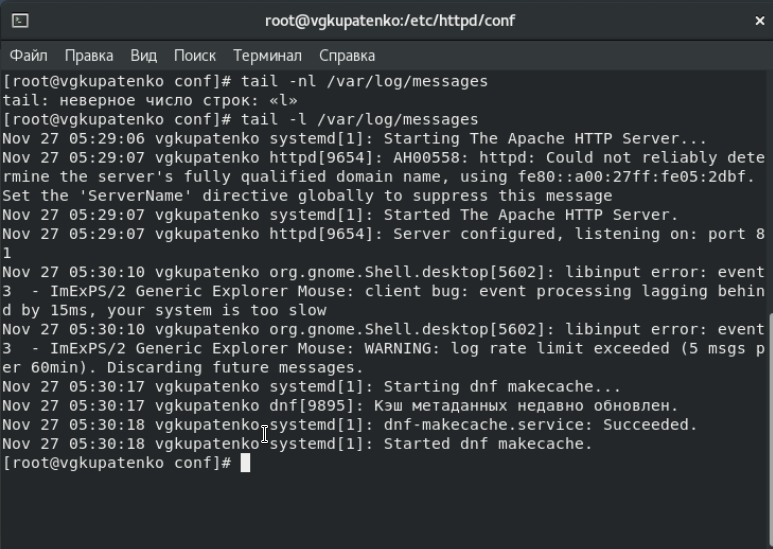 root@vgkupatenko:/etc/httpd/conf
Файл Правка Вид Поиск Терминал Справка
[root@vgkupatenko conf]# tail -nl /var/log/messages
tail: неверное число строк: «l»
[root@vgkupatenko conf]# tail -l /var/log/messages
Nov 27 05:29:06 vgkupatenko systemd[1]: Starting The Apache HTTP Server...
Nov 27 05:29:07 vgkupatenko httpd[9654]: AH00558: httpd: Could not reliably dete
rmine the server's fully qualified domain name, using fe80::a00:27ff:fe05:2dbf.
Set the 'ServerName' directive globally to suppress this message
Nov 27 05:29:07 vgkupatenko systemd[1]: Started The Apache HTTP Server.
Nov 27 05:29:07 vgkupatenko httpd[9654]: Server configured, listening on: port 8
1
Nov 27 05:30:10 vgkupatenko org.gnome.Shell.desktop[5602]: libinput error: event
3  - ImExPS/2 Generic Explorer Mouse: client bug: event processing lagging behin
d by 15ms, your system is too slow
Nov 27 05:30:10 vgkupatenko org.gnome.Shell.desktop[5602]: libinput error: event
3  - ImExPS/2 Generic Explorer Mouse: WARNING: log rate limit exceeded (5 msgs p
er 60min). Discarding future messages.
Nov 27 05:30:17 vgkupatenko systemd[1]: Starting dnf makecache...
Nov 27 05:30:17 vgkupatenko dnf[9895]: Кэш метаданных недавно обновлен.
Nov 27 05:30:18 vgkupatenko systemd[1]: dnf-makecache.service: Succeeded.
Nov 27 05:30:18 vgkupatenko systemd[1]: Started dnf makecache.
[root@vgkupatenko conf]#